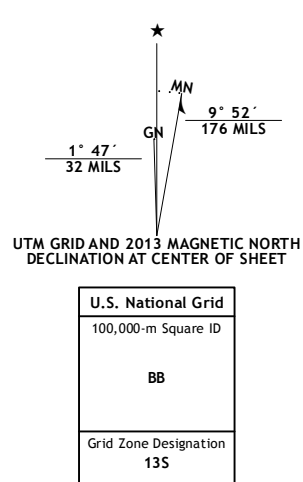 ★
MN
9° 52´
176 MILS
GN
1° 47´
32 MILS
UTM GRID AND 2013 MAGNETIC NORTH
DECLINATION AT CENTER OF SHEET
U.S. National Grid
100,000-m Square ID
BB
Grid Zone Designation
13S